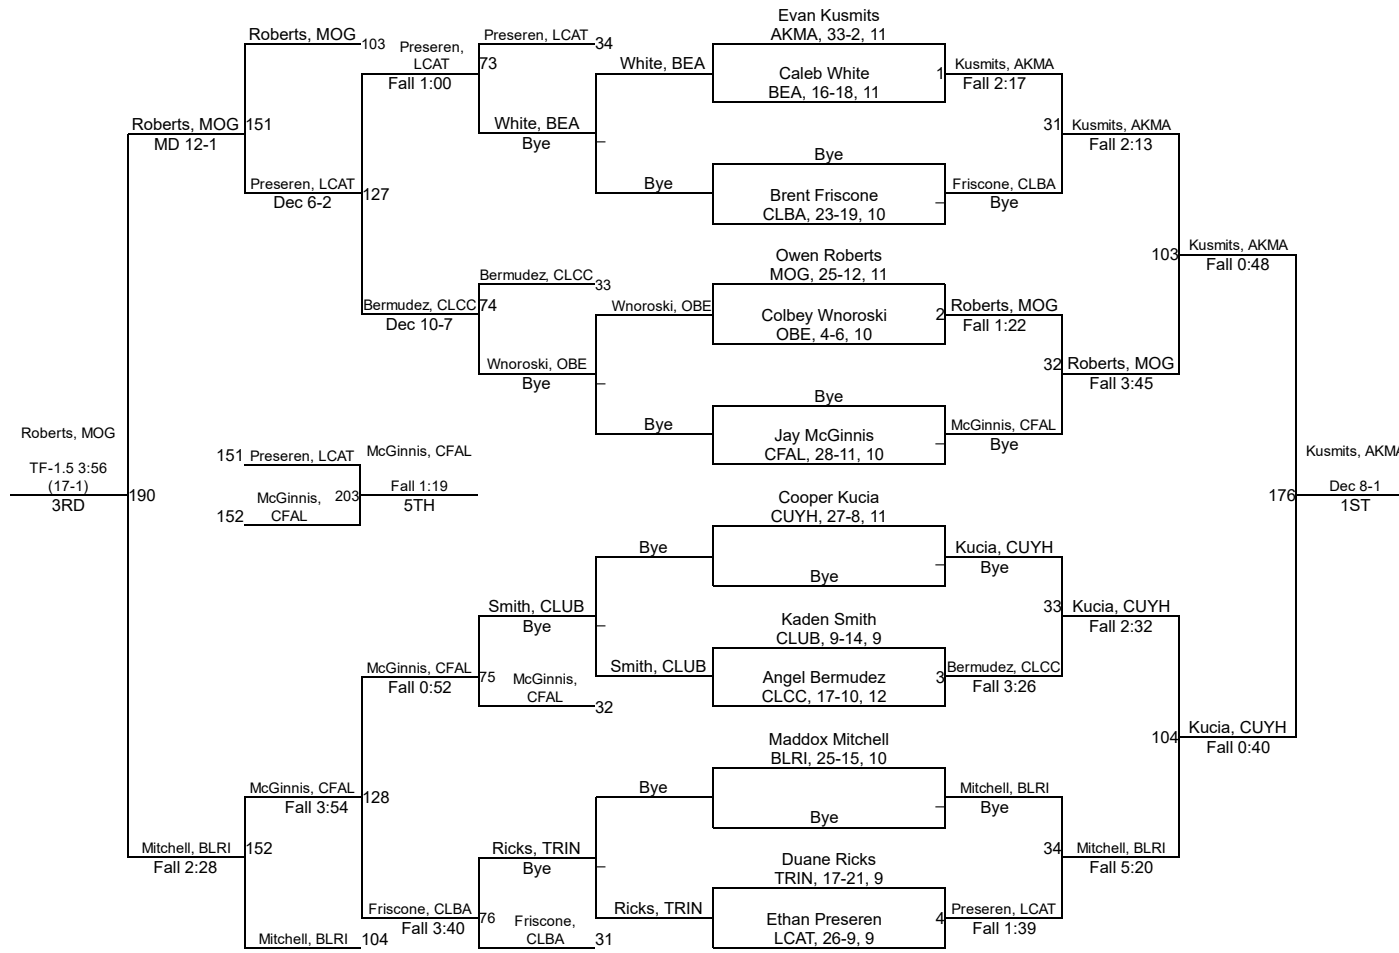 Evan Kusmits
AKMA, 33-2, 11
Roberts, MOG
103
Preseren,
LCAT
Fall 1:00
Preseren, LCAT
34
73
White, BEA
Caleb White
BEA, 16-18, 11
1
Kusmits, AKMA
Fall 2:17
Roberts, MOG
151
MD 12-1
White, BEA
Bye
31
Kusmits, AKMA
Fall 2:13
Bye
Preseren, LCAT
Dec 6-2
127
Bye
Brent Friscone
CLBA, 23-19, 10
Friscone, CLBA
Bye
Owen Roberts
MOG, 25-12, 11
103
Kusmits, AKMA
Fall 0:48
Bermudez, CLCC
33
Bermudez, CLCC
74
Dec 10-7
Wnoroski, OBE
Colbey Wnoroski
OBE, 4-6, 10
2
Roberts, MOG
Fall 1:22
Wnoroski, OBE
Bye
32
Roberts, MOG
Fall 3:45
Bye
Bye
Jay McGinnis
CFAL, 28-11, 10
McGinnis, CFAL
Bye
Roberts, MOG
TF-1.5 3:56
(17-1)
3RD
190
151
Preseren, LCAT
McGinnis,
CFAL
152
203
McGinnis, CFAL
Fall 1:19
5TH
Kusmits, AKMA
Dec 8-1
1ST
176
Cooper Kucia
CUYH, 27-8, 11
Bye
Bye
Kucia, CUYH
Bye
Smith, CLUB
Bye
Kaden Smith
CLUB, 9-14, 9
33
Kucia, CUYH
Fall 2:32
McGinnis, CFAL
Fall 0:52
75
McGinnis,
CFAL
32
Smith, CLUB
Angel Bermudez
CLCC, 17-10, 12
3
Bermudez, CLCC
Fall 3:26
Maddox Mitchell
BLRI, 25-15, 10
104
Kucia, CUYH
Fall 0:40
McGinnis, CFAL
Fall 3:54
128
Bye
Bye
Mitchell, BLRI
Bye
Mitchell, BLRI
152
Fall 2:28
Ricks, TRIN
Bye
Duane Ricks
TRIN, 17-21, 9
34
Mitchell, BLRI
Fall 5:20
Friscone, CLBA
Fall 3:40
76
Friscone,
CLBA
31
Ricks, TRIN
Ethan Preseren
LCAT, 26-9, 9
4
Preseren, LCAT
Fall 1:39
Mitchell, BLRI
104